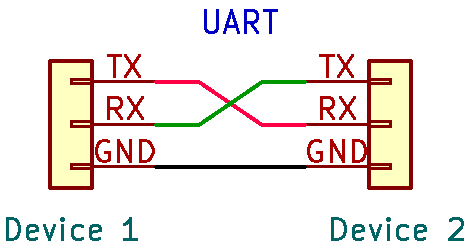 UART
TX TX
RX RX
GND GND
Device 1 Device 2